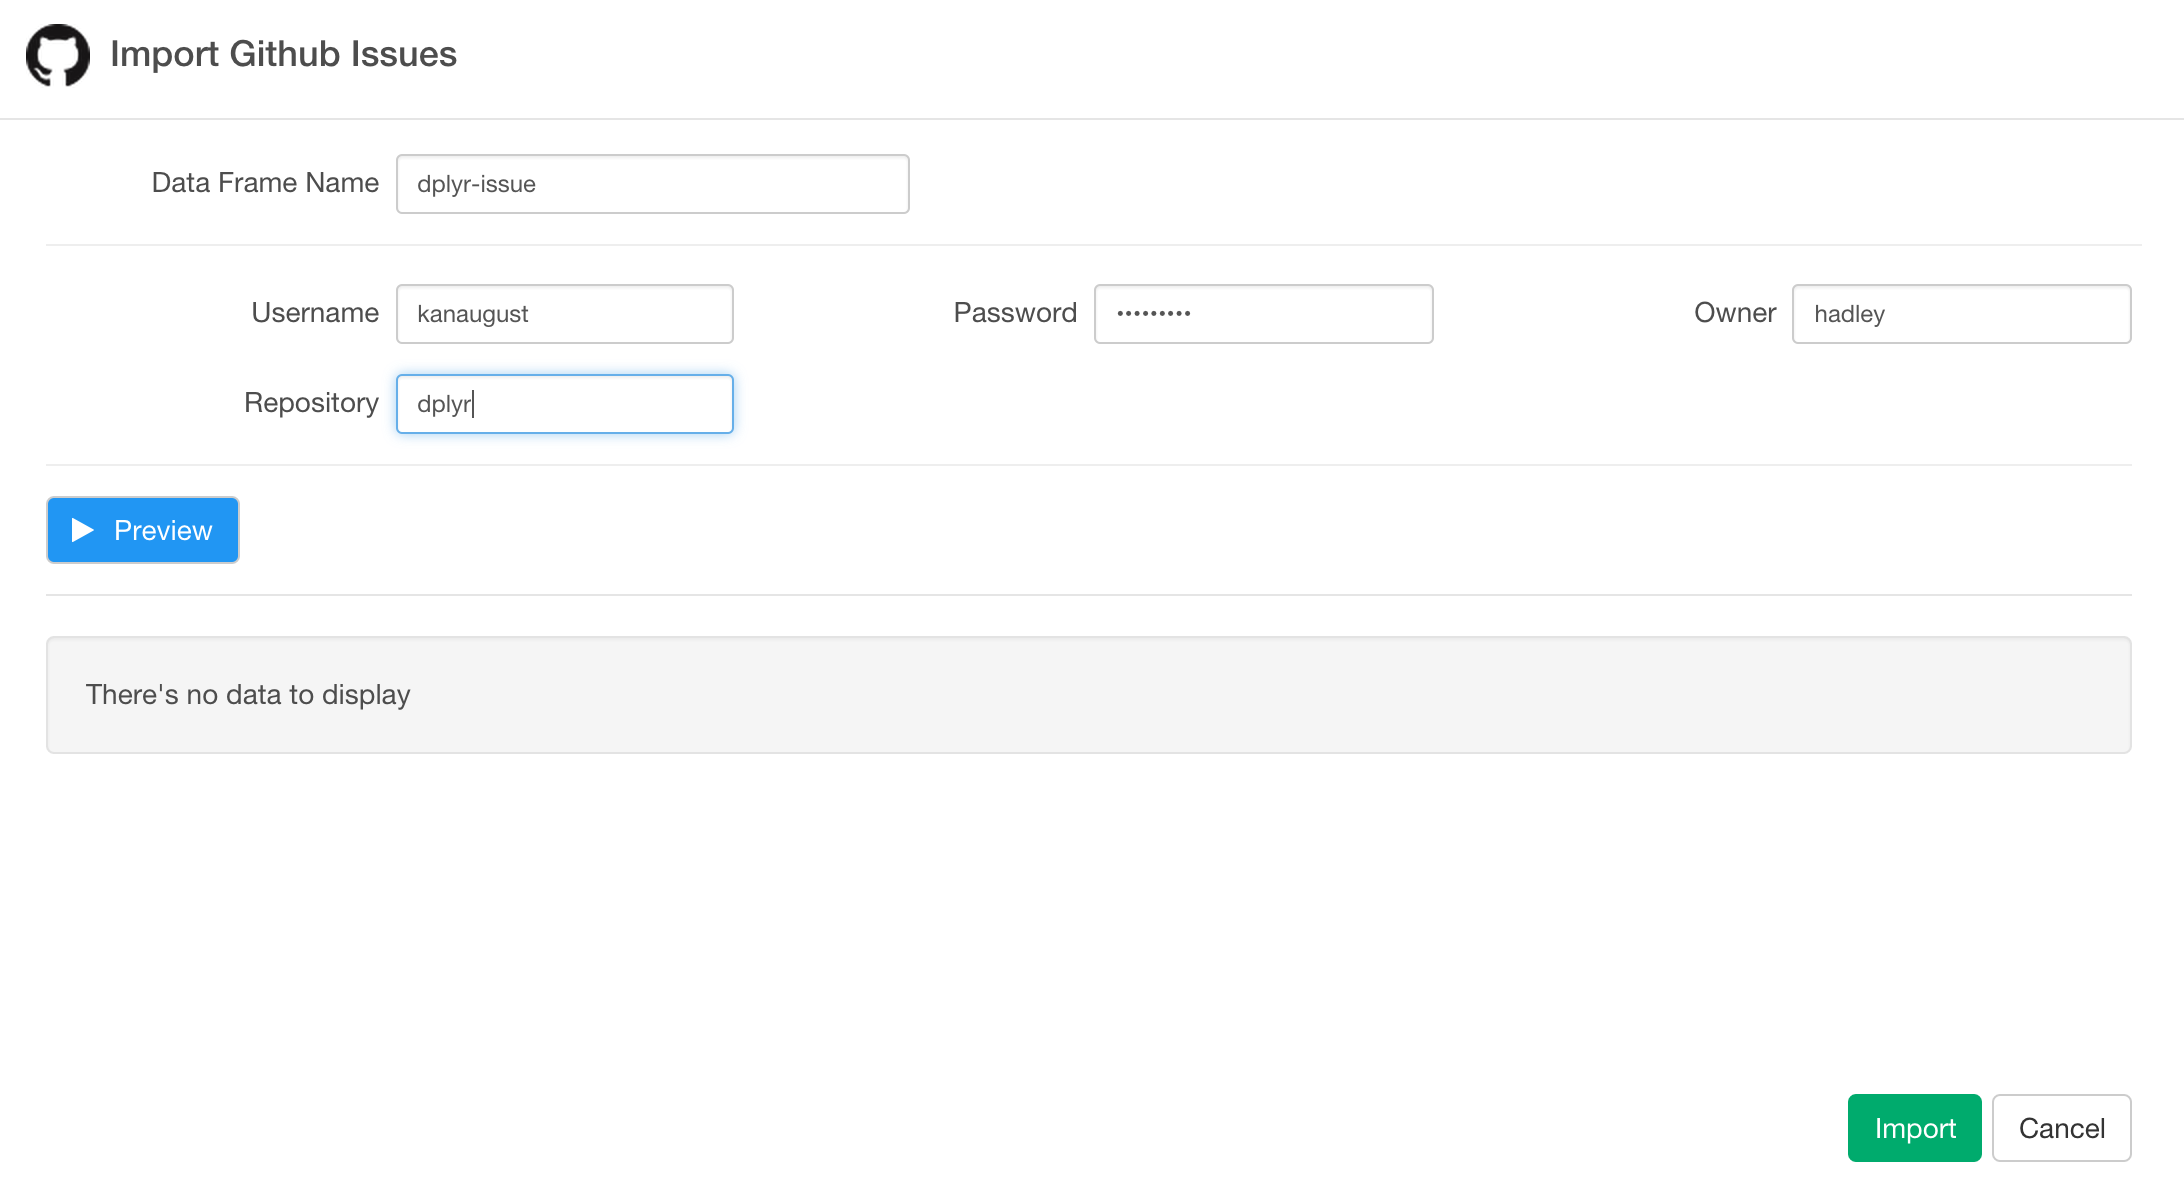 Import Github Issues
Data Frame Name dplyr-issue
Username kanaugust Password ••••••••• Owner hadley
Repository dplyr
Preview
There's no data to display
Import Cancel